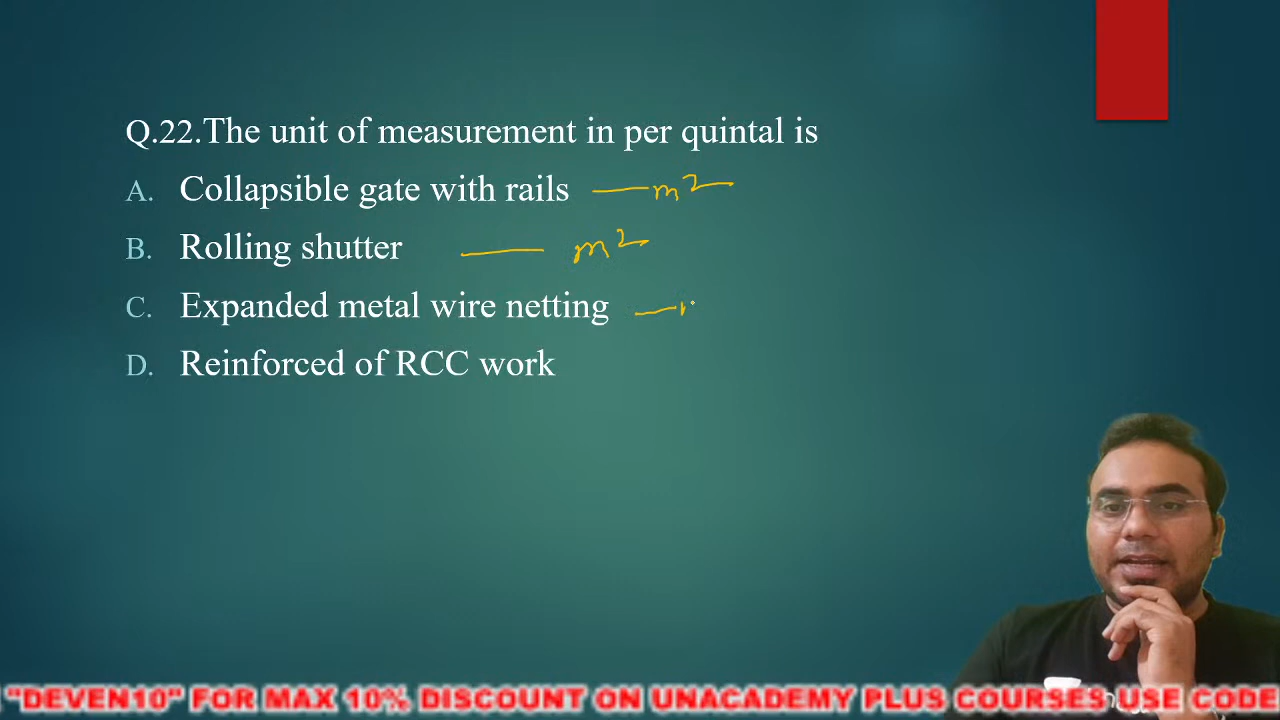 Q.22.The unit of measurement in per quintal is
A. Collapsible gate with rails — m²
B. Rolling shutter — m²
C. Expanded metal wire netting —
D. Reinforced of RCC work
"DEVEN10" FOR MAX 10% DISCOUNT ON UNACADEMY PLUS COURSES USE CODE